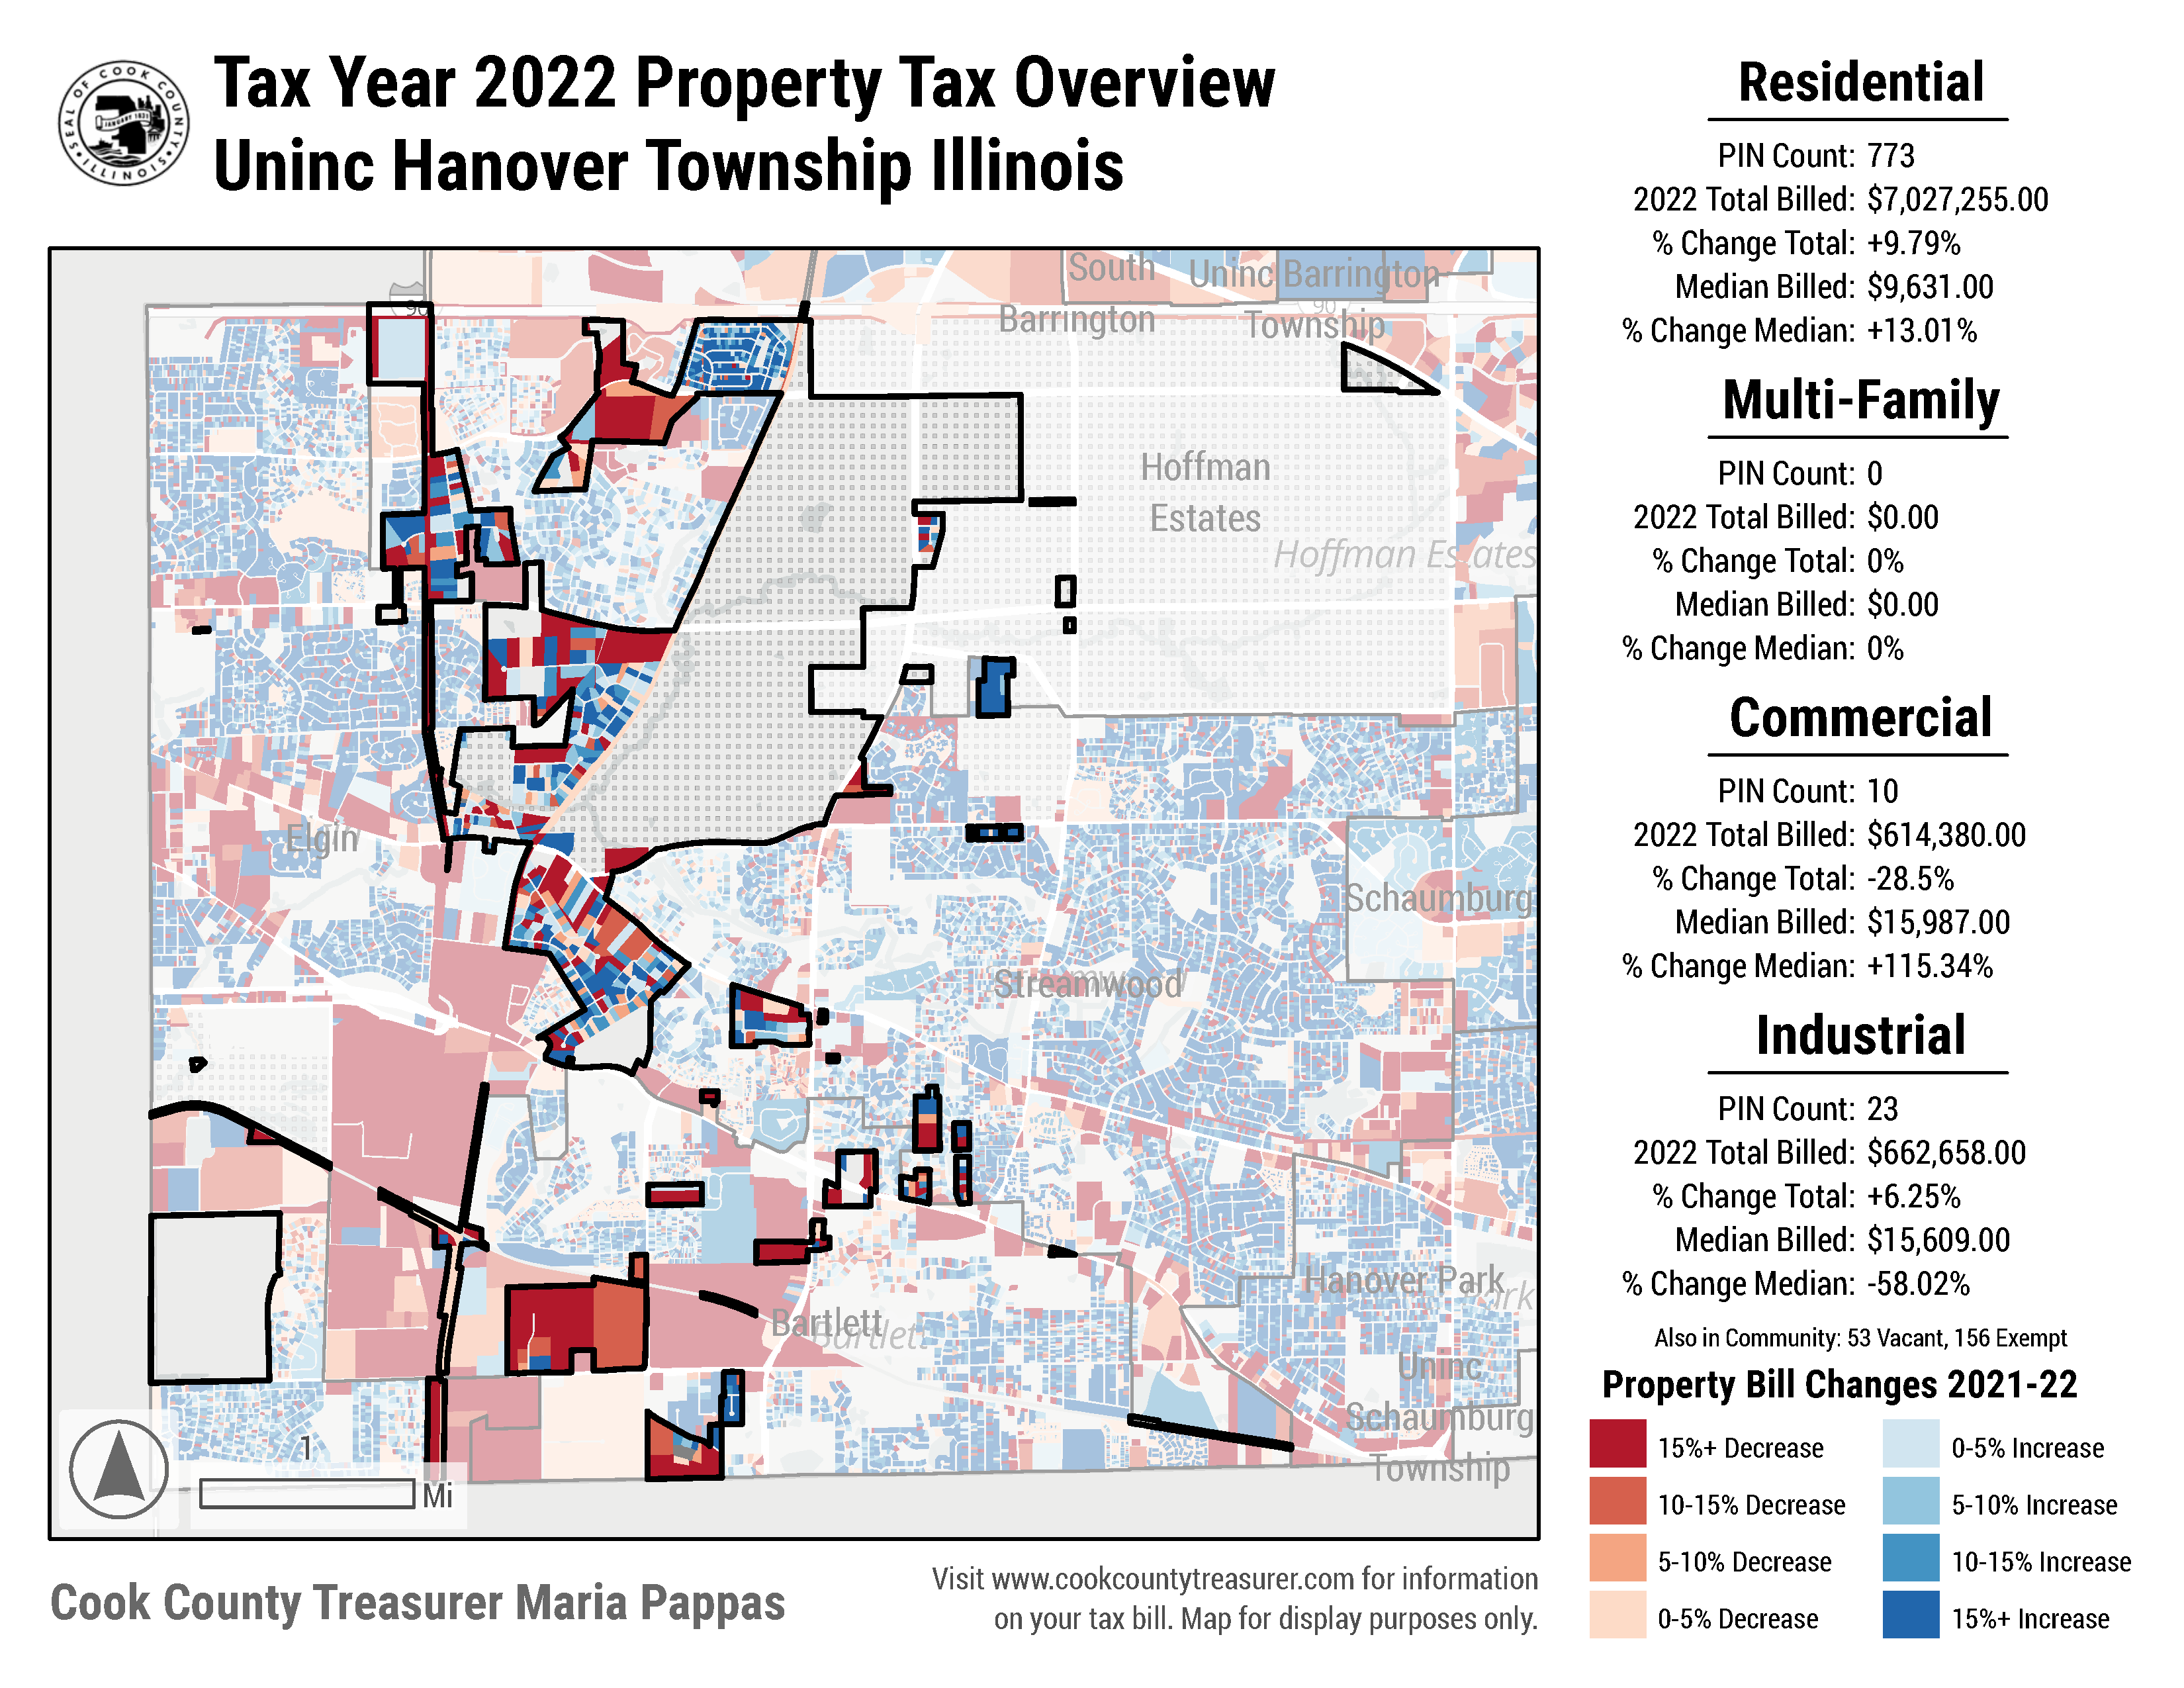 SEAL OF COOK COUNTY
ILLINOIS
JANUARY 1831
Tax Year 2022 Property Tax Overview
Uninc Hanover Township Illinois
South
Barrington
Uninc Barrington
Township
90
90
Hoffman
Estates
Hoffman Estates
Elgin
Schaumburg
Streamwood
Hanover Park
Bartlett
Bartlett
Uninc
Schaumburg
Township
1
Mi
Cook County Treasurer Maria Pappas
Visit www.cookcountytreasurer.com for information
on your tax bill. Map for display purposes only.
Residential
PIN Count: 773
2022 Total Billed: $7,027,255.00
% Change Total: +9.79%
Median Billed: $9,631.00
% Change Median: +13.01%
Multi-Family
PIN Count: 0
2022 Total Billed: $0.00
% Change Total: 0%
Median Billed: $0.00
% Change Median: 0%
Commercial
PIN Count: 10
2022 Total Billed: $614,380.00
% Change Total: -28.5%
Median Billed: $15,987.00
% Change Median: +115.34%
Industrial
PIN Count: 23
2022 Total Billed: $662,658.00
% Change Total: +6.25%
Median Billed: $15,609.00
% Change Median: -58.02%
Also in Community: 53 Vacant, 156 Exempt
Property Bill Changes 2021-22
15%+ Decrease
0-5% Increase
10-15% Decrease
5-10% Increase
5-10% Decrease
10-15% Increase
0-5% Decrease
15%+ Increase